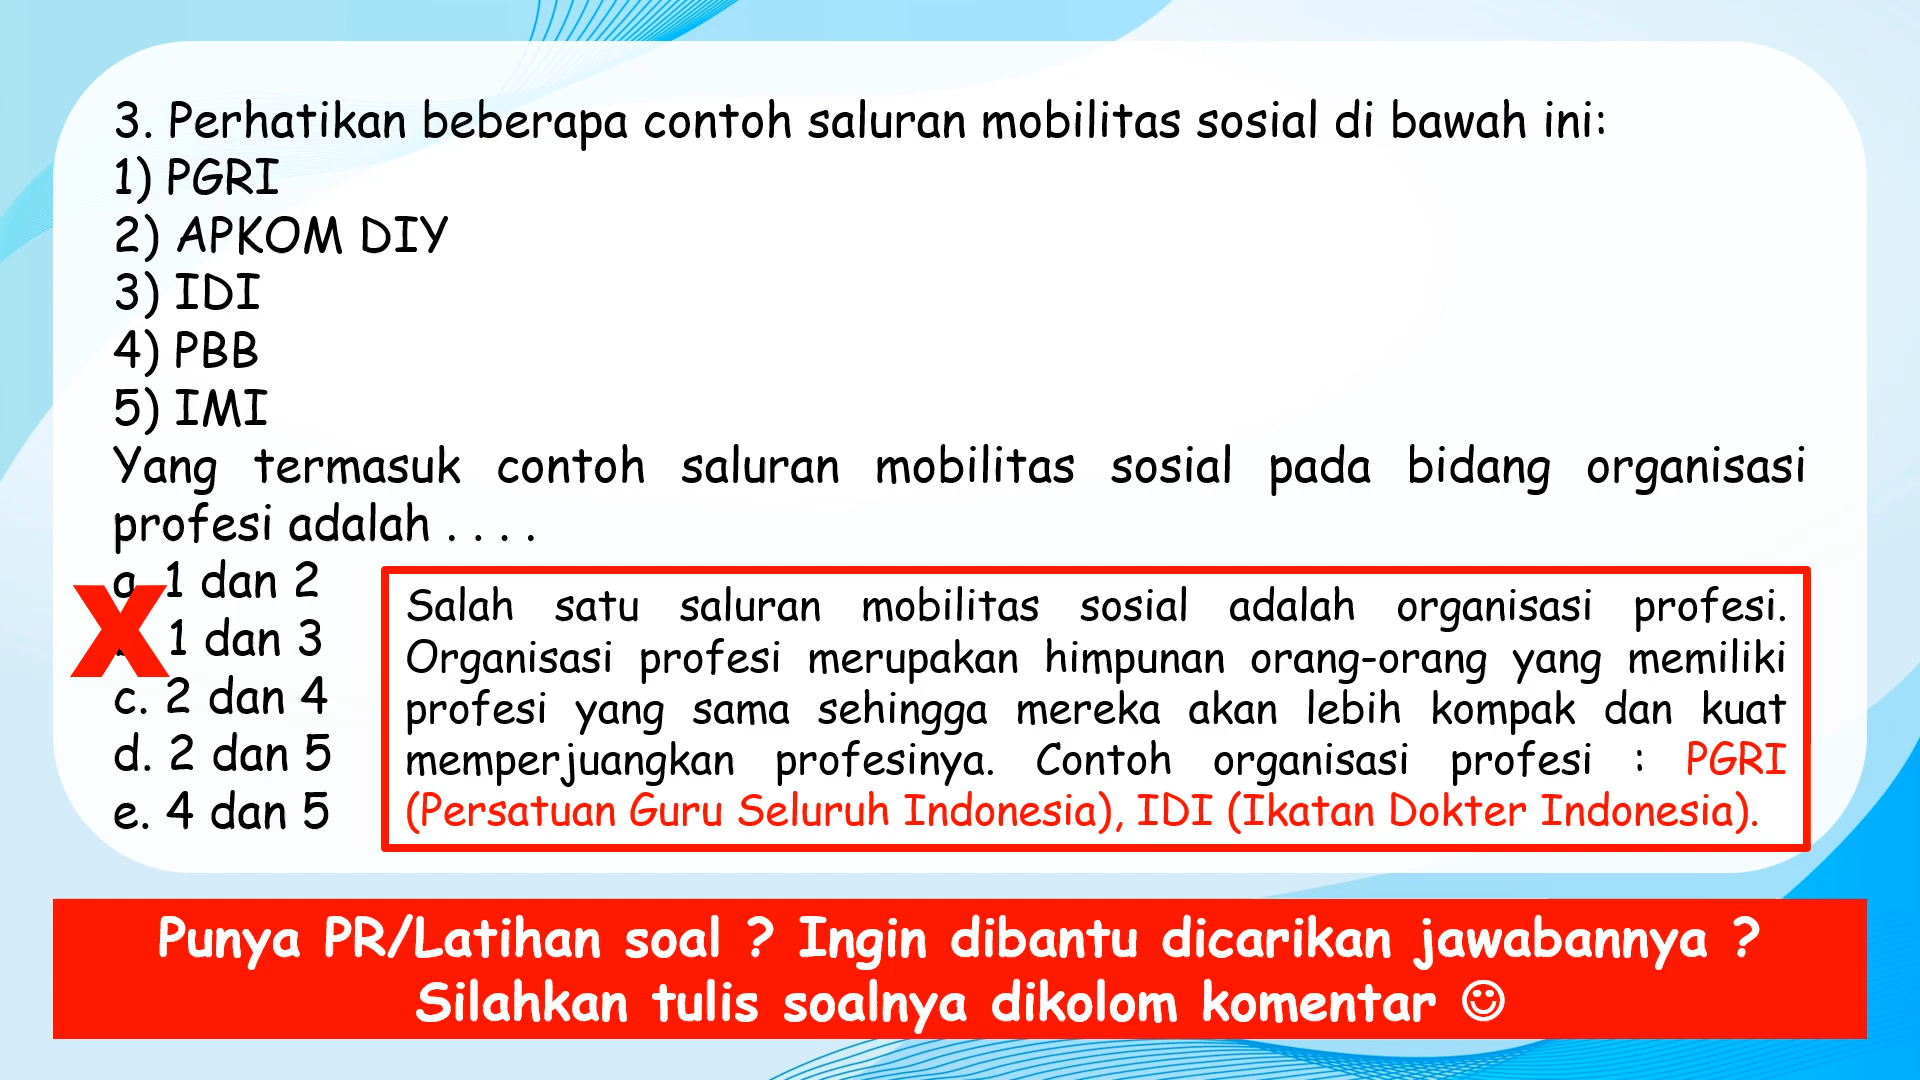 3. Perhatikan beberapa contoh saluran mobilitas sosial di bawah ini:
1) PGRI
2) APKOM DIY
3) IDI
4) PBB
5) IMI
Yang termasuk contoh saluran mobilitas sosial pada bidang organisasi
profesi adalah . . . .
a. 1 dan 2
X 1 dan 3
c. 2 dan 4
d. 2 dan 5
e. 4 dan 5
Salah satu saluran mobilitas sosial adalah organisasi profesi.
Organisasi profesi merupakan himpunan orang-orang yang memiliki
profesi yang sama sehingga mereka akan lebih kompak dan kuat
memperjuangkan profesinya. Contoh organisasi profesi : PGRI
(Persatuan Guru Seluruh Indonesia), IDI (Ikatan Dokter Indonesia).
Punya PR/Latihan soal ? Ingin dibantu dicarikan jawabannya ?
Silahkan tulis soalnya dikolom komentar ☺